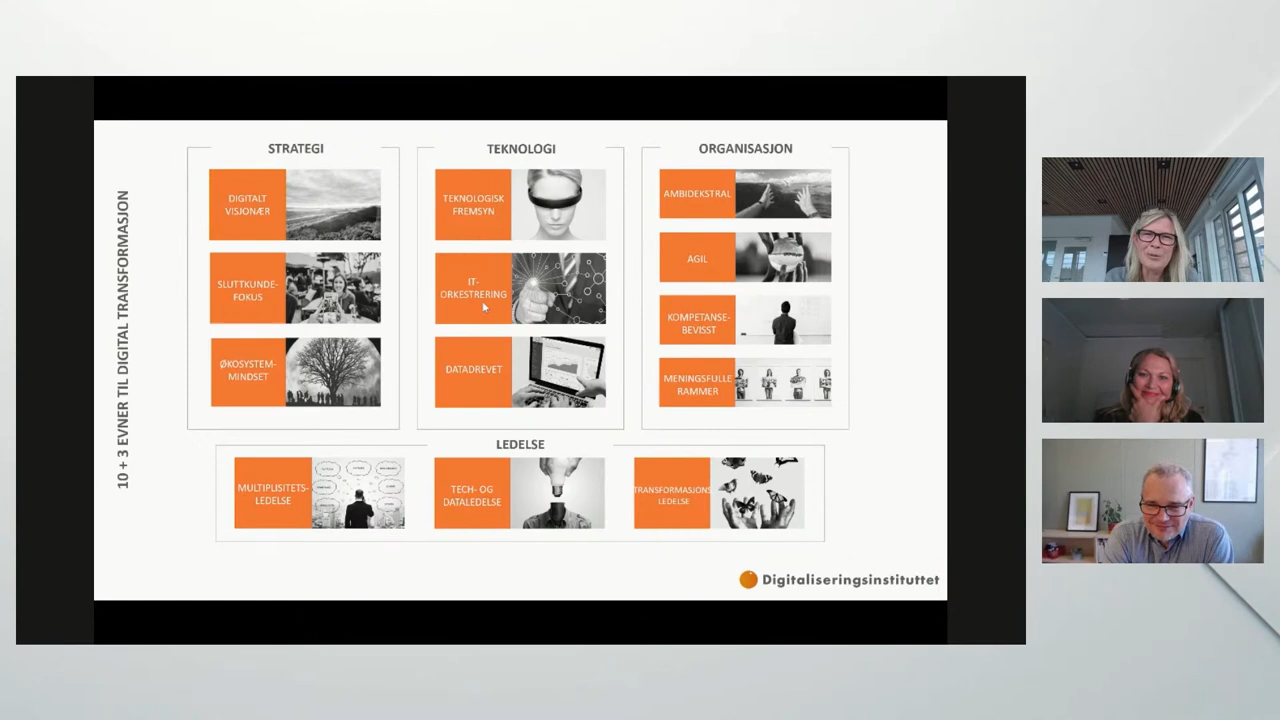 10 + 3 EVNER TIL DIGITAL TRANSFORMASJON
STRATEGI
DIGITALT
VISJONÆR
SLUTTKUNDE-
FOKUS
ØKOSYSTEM-
MINDSET
TEKNOLOGI
TEKNOLOGISK
FREMSYN
IT-
ORKESTRERING
DATADREVET
ORGANISASJON
AMBIDEKSTRAL
AGIL
KOMPETANSE-
BEVISST
MENINGSFULLE
RAMMER
LEDELSE
MULTIPLISITETS-
LEDELSE
TECH- OG
DATALEDELSE
TRANSFORMASJONS
LEDELSE
Digitaliseringsinstituttet